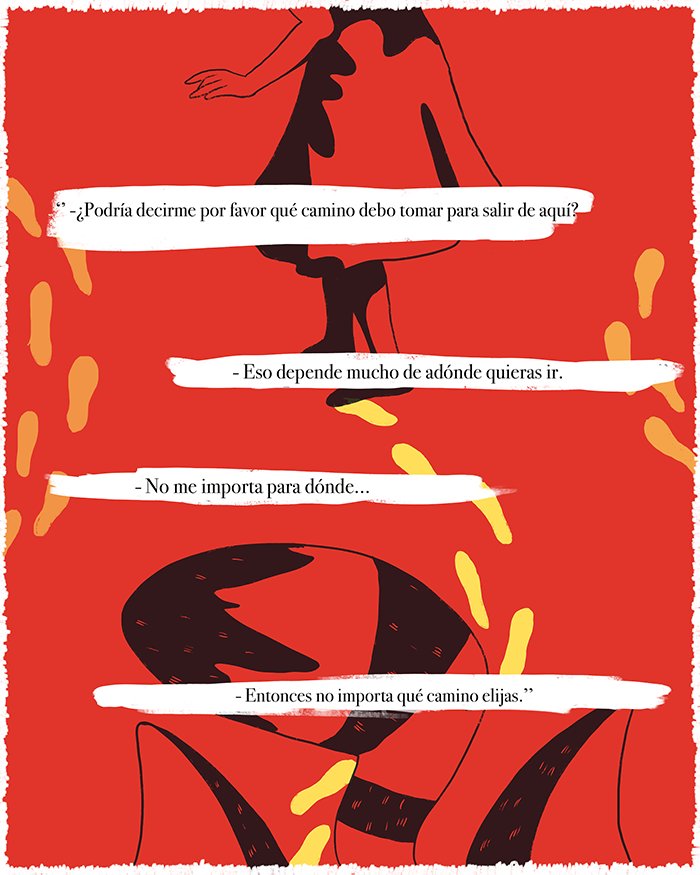 “ -¿Podría decirme por favor qué camino debo tomar para salir de aquí?
- Eso depende mucho de adónde quieras ir.
- No me importa para dónde...
- Entonces no importa qué camino elijas.”